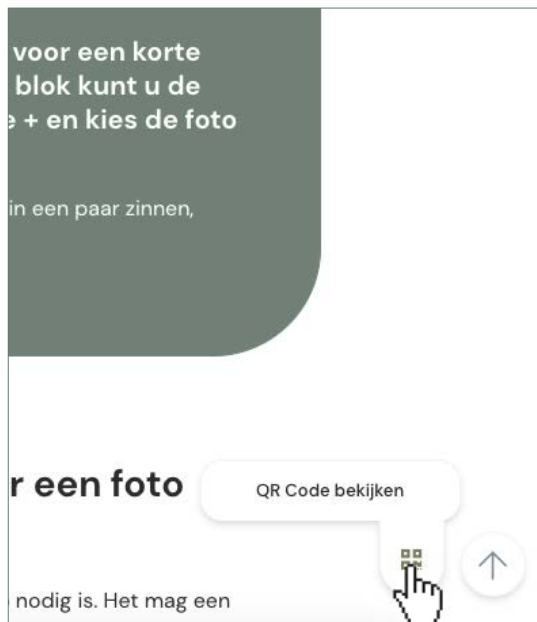 voor een korte
blok kunt u de
+ en kies de foto
in een paar zinnen,
r een foto
QR Code bekijken
nodig is. Het mag een